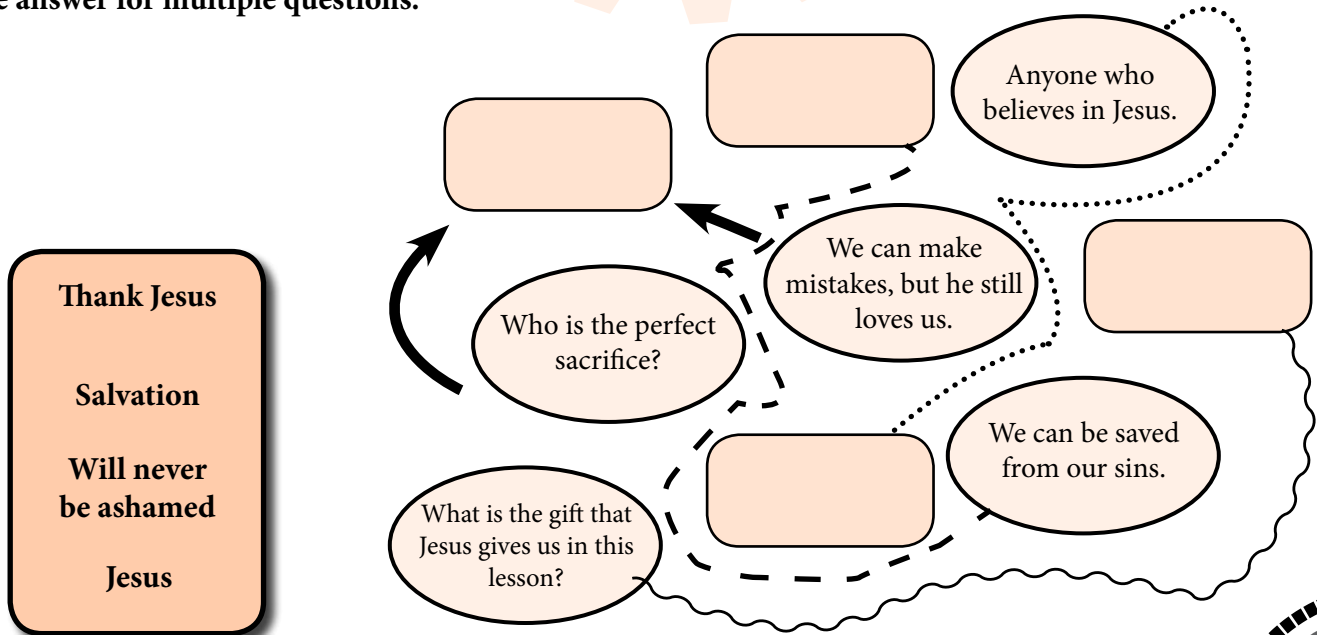 e answer for multiple questions.
Anyone who
believes in Jesus.
We can make
mistakes, but he still
loves us.
Thank Jesus
Salvation
Will never
be ashamed
Jesus
Who is the perfect
sacrifice?
We can be saved
from our sins.
What is the gift that
Jesus gives us in this
lesson?